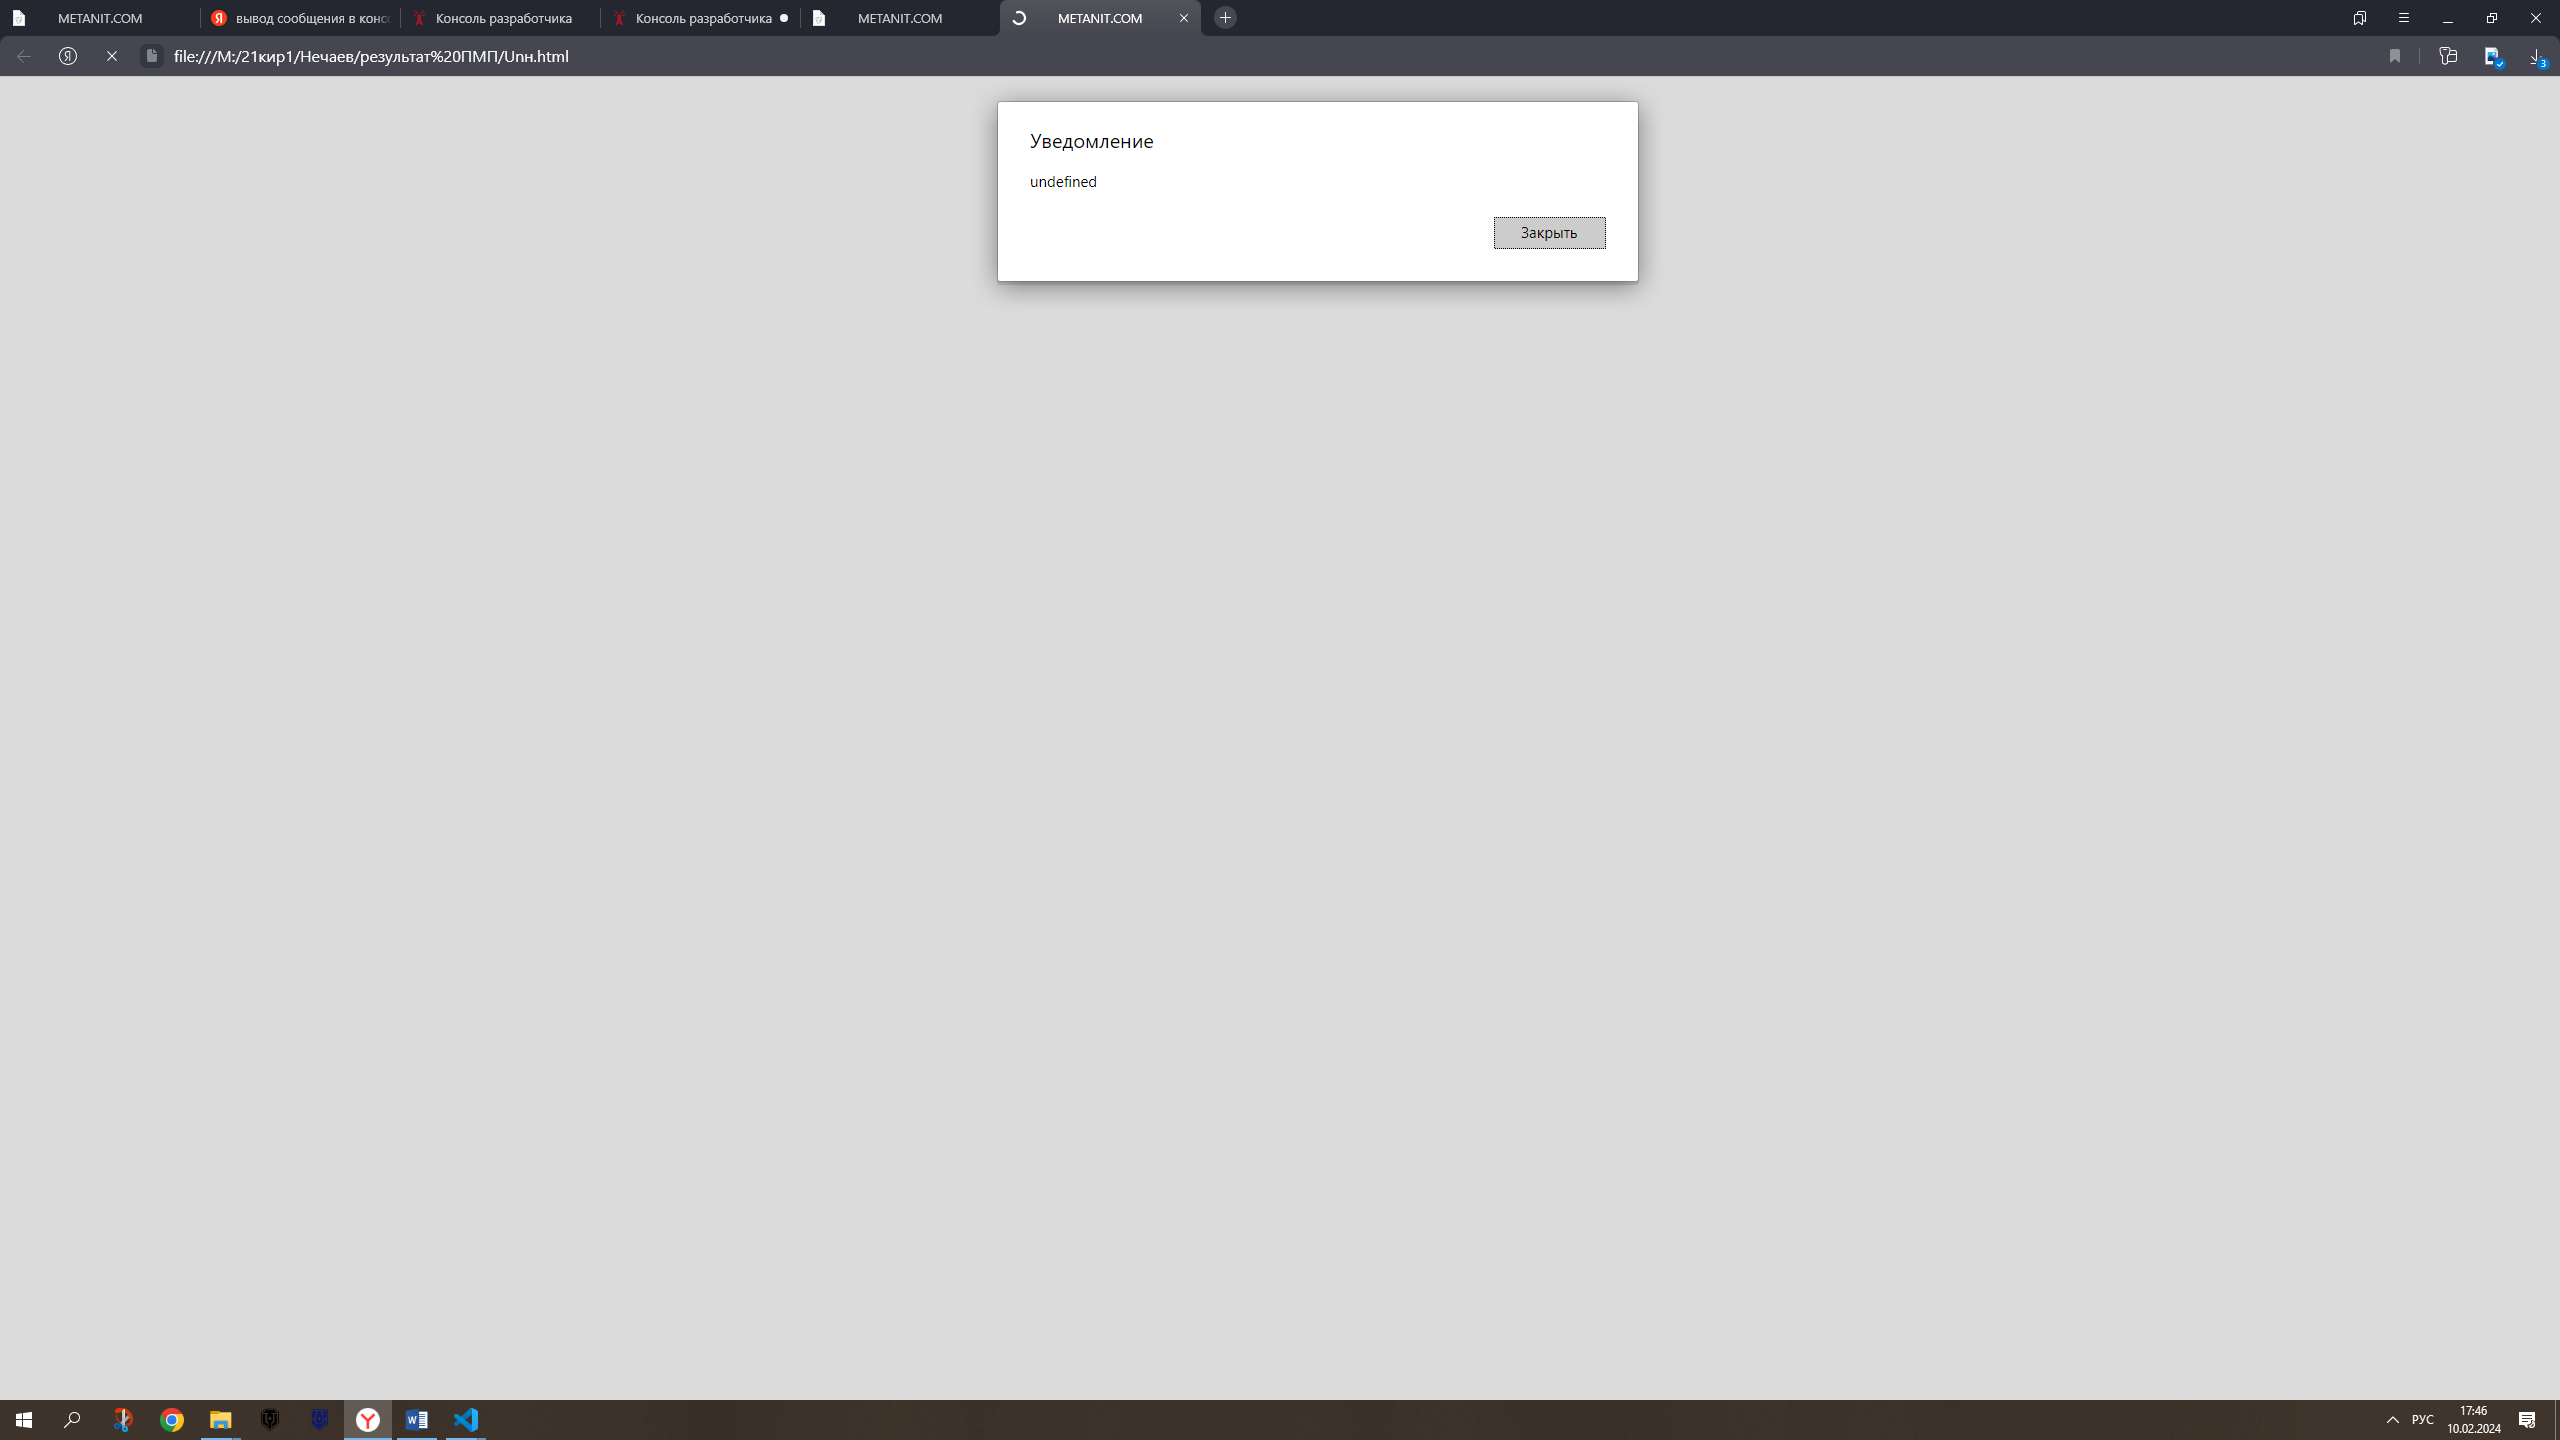 METANIT.COM
вывод сообщения в конс
Консоль разработчика
Консоль разработчика
METANIT.COM
METANIT.COM
file:///M:/21кир1/Нечаев/результат%20ПМП/Uпн.html
3
Уведомление
undefined
Закрыть
РУС
17:46
10.02.2024